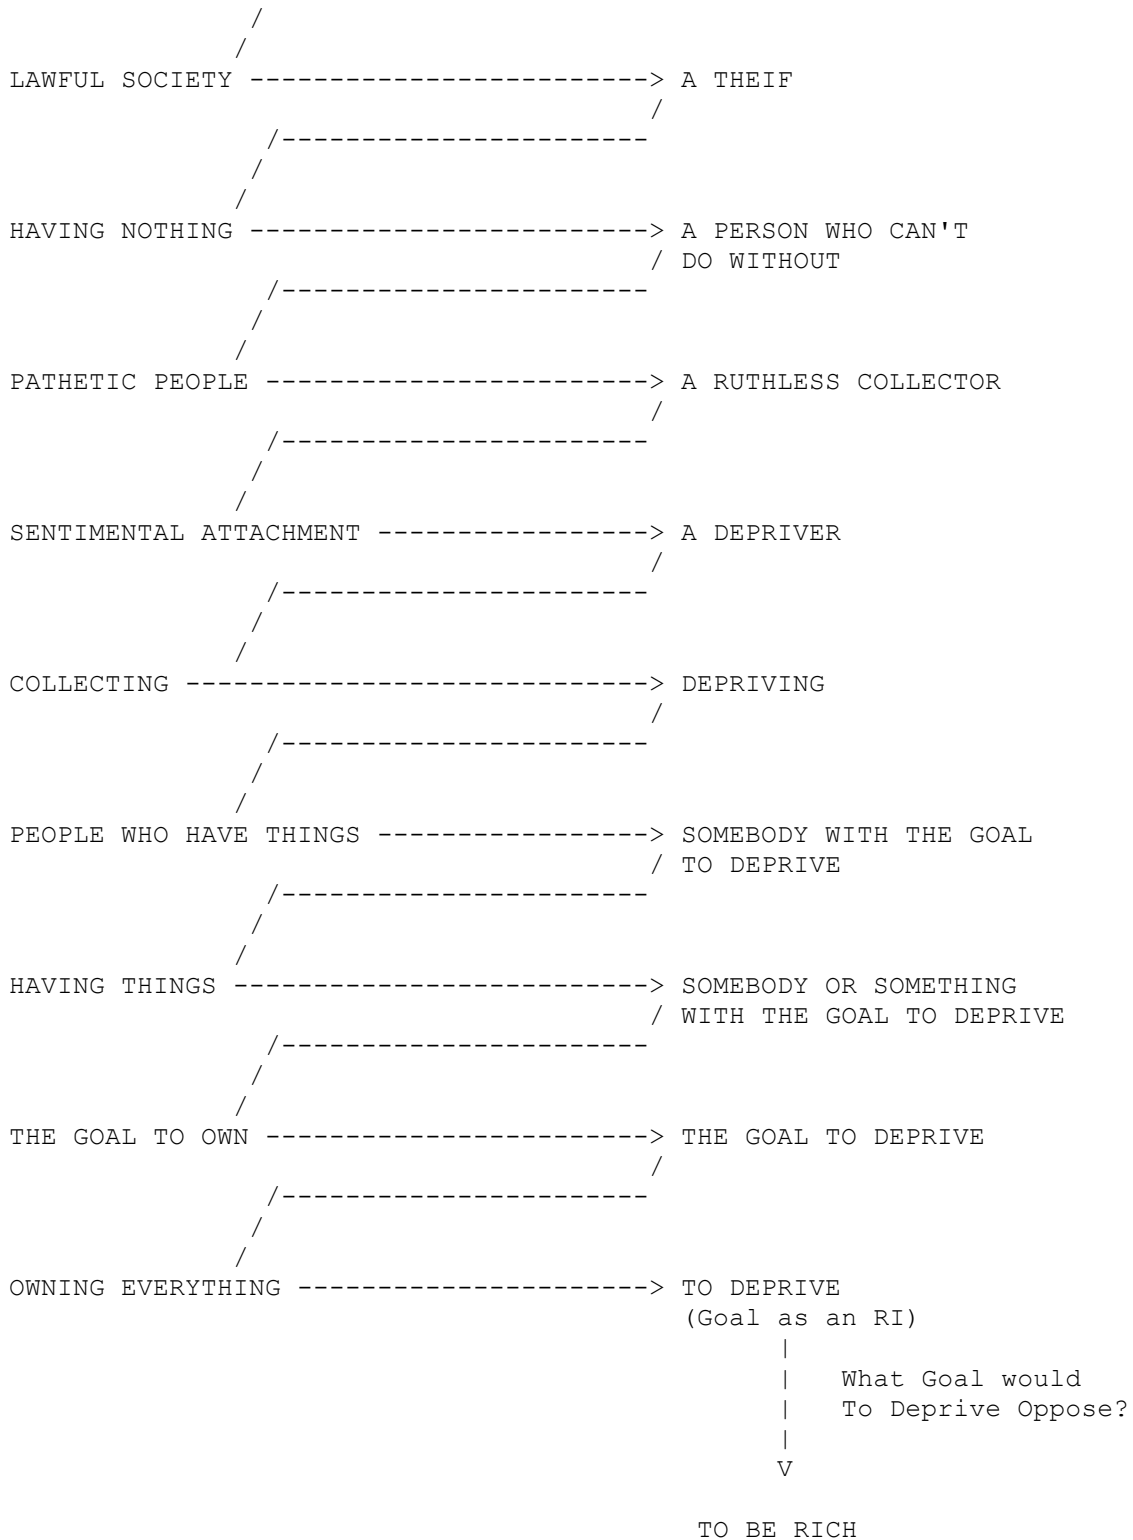 LAWFUL SOCIETY -------------------------> A THEIF
HAVING NOTHING -------------------------> A PERSON WHO CAN'T
/ DO WITHOUT
PATHETIC PEOPLE ------------------------> A RUTHLESS COLLECTOR
SENTIMENTAL ATTACHMENT -----------------> A DEPRIVER
COLLECTING -----------------------------> DEPRIVING
PEOPLE WHO HAVE THINGS -----------------> SOMEBODY WITH THE GOAL
/ TO DEPRIVE
HAVING THINGS --------------------------> SOMEBODY OR SOMETHING
/ WITH THE GOAL TO DEPRIVE
THE GOAL TO OWN ------------------------> THE GOAL TO DEPRIVE
OWNING EVERYTHING ----------------------> TO DEPRIVE
(Goal as an RI)
| What Goal would
| To Deprive Oppose?
V
TO BE RICH